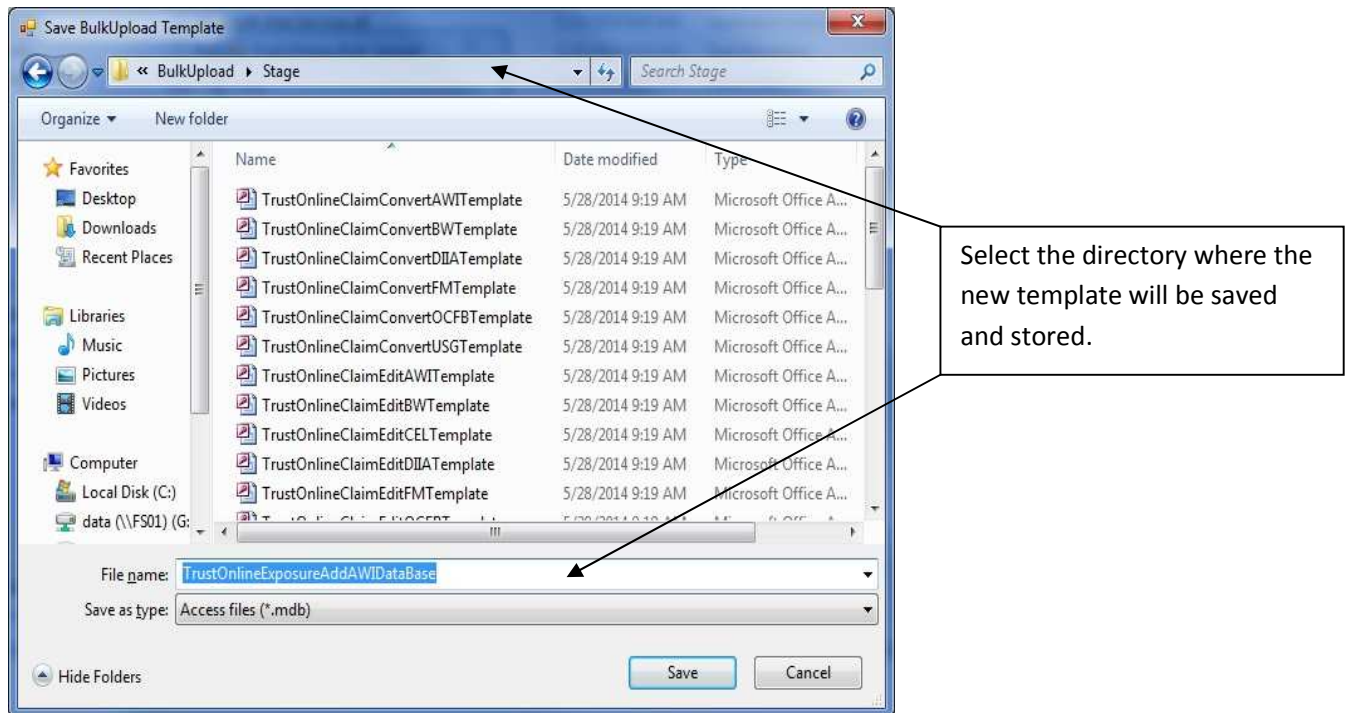 Save BulkUpload Template
« BulkUpload ▸ Stage
Search Stage
Organize
New folder
Name
Date modified
Type
Favorites
Desktop
Downloads
Recent Places
Libraries
Music
Pictures
Videos
Computer
Local Disk (C:)
data (\\FS01) (G:
TrustOnlineClaimConvertAWITemplate 5/28/2014 9:19 AM Microsoft Office A...
TrustOnlineClaimConvertBWTemplate 5/28/2014 9:19 AM Microsoft Office A...
TrustOnlineClaimConvertDIIATemplate 5/28/2014 9:19 AM Microsoft Office A...
TrustOnlineClaimConvertFMTemplate 5/28/2014 9:19 AM Microsoft Office A...
TrustOnlineClaimConvertOCFBTemplate 5/28/2014 9:19 AM Microsoft Office A...
TrustOnlineClaimConvertUSGTemplate 5/28/2014 9:19 AM Microsoft Office A...
TrustOnlineClaimEditAWITemplate 5/28/2014 9:19 AM Microsoft Office A...
TrustOnlineClaimEditBWTemplate 5/28/2014 9:19 AM Microsoft Office A...
TrustOnlineClaimEditCELTemplate 5/28/2014 9:19 AM Microsoft Office A...
TrustOnlineClaimEditDIIATemplate 5/28/2014 9:19 AM Microsoft Office A...
TrustOnlineClaimEditFMTemplate 5/28/2014 9:19 AM Microsoft Office A...
File name: TrustOnlineExposureAddAWIDataBase
Save as type: Access files (*.mdb)
Hide Folders
Save
Cancel
Select the directory where the
new template will be saved
and stored.